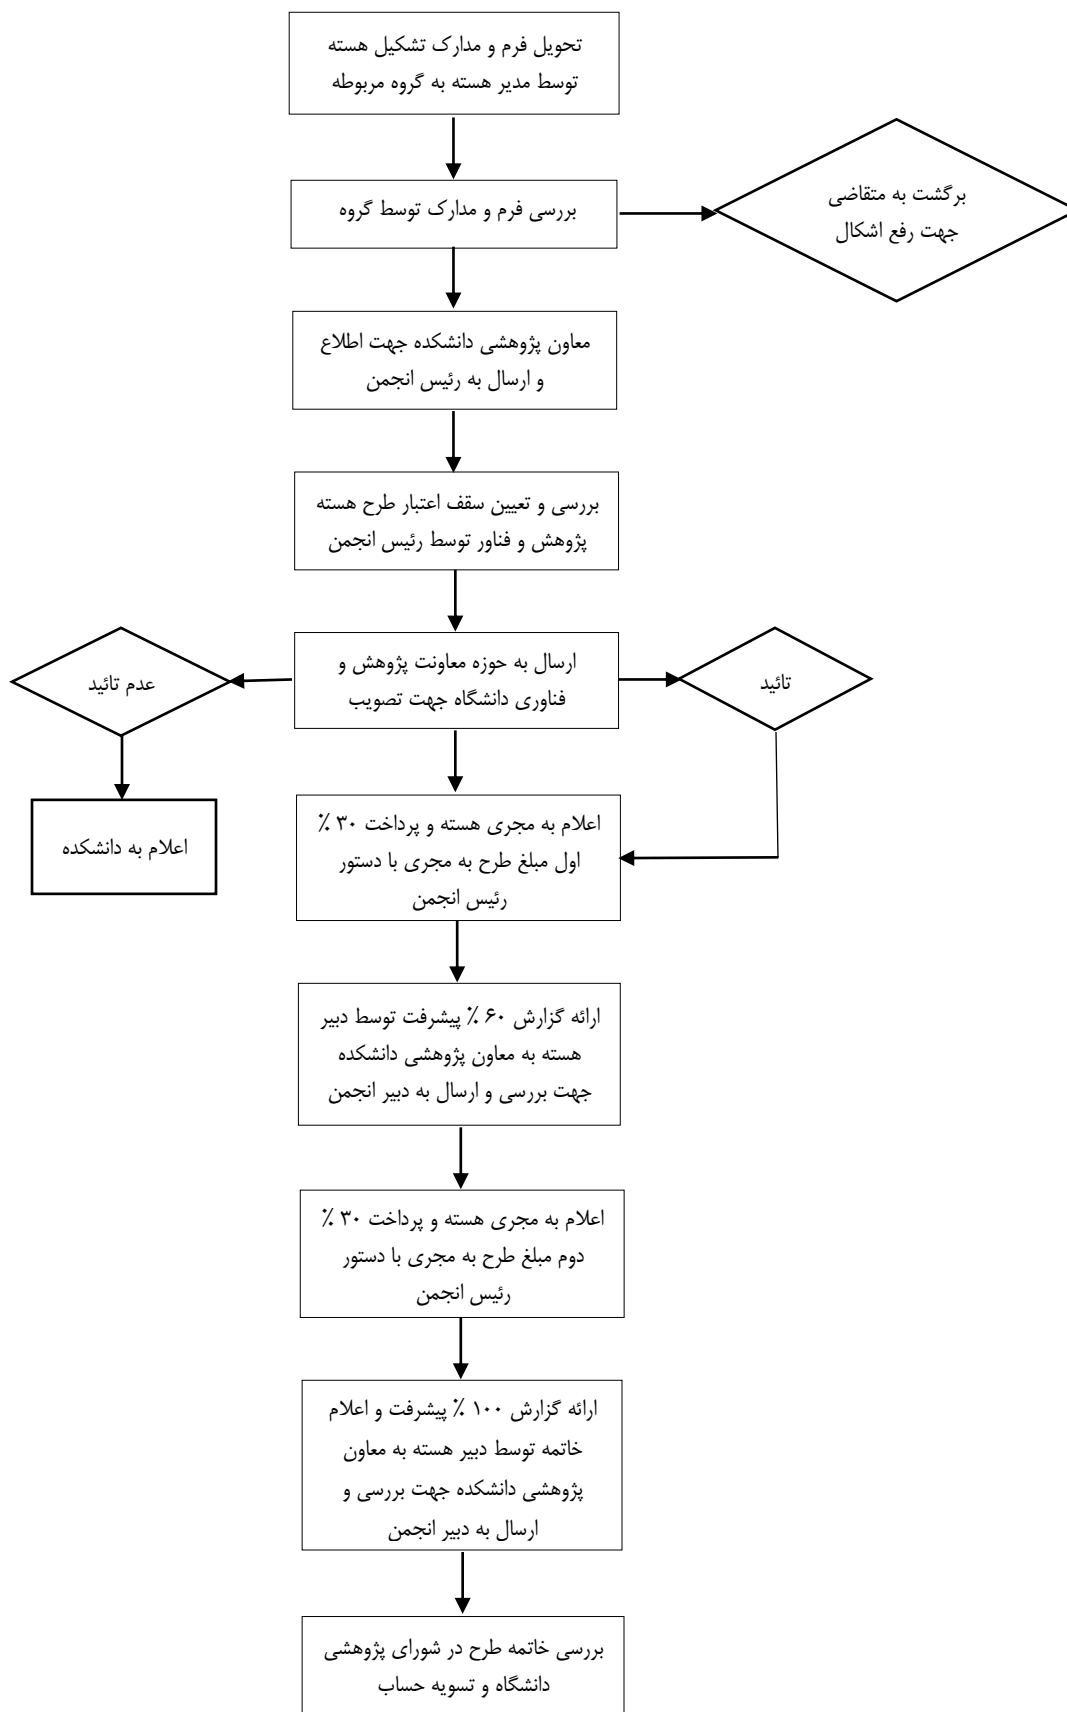 تحویل فرم و مدارک تشکیل هسته
توسط مدیر هسته به گروه مربوطه
بررسی فرم و مدارک توسط گروه
برگشت به متقاضی
جهت رفع اشکال
معاون پژوهشی دانشکده جهت اطلاع
و ارسال به رئیس انجمن
بررسی و تعیین سقف اعتبار طرح هسته
پژوهش و فناور توسط رئیس انجمن
ارسال به حوزه معاونت پژوهش و
فناوری دانشگاه جهت تصویب
تائید
عدم تائید
اعلام به دانشکده
اعلام به مجری هسته و پرداخت ۳۰ %
اول مبلغ طرح به مجری با دستور
رئیس انجمن
ارائه گزارش ۶۰ % پیشرفت توسط دبیر
هسته به معاون پژوهشی دانشکده
جهت بررسی و ارسال به دبیر انجمن
اعلام به مجری هسته و پرداخت ۳۰ %
دوم مبلغ طرح به مجری با دستور
رئیس انجمن
ارائه گزارش ۱۰۰ % پیشرفت و اعلام
خاتمه توسط دبیر هسته به معاون
پژوهشی دانشکده جهت بررسی و
ارسال به دبیر انجمن
بررسی خاتمه طرح در شورای پژوهشی
دانشگاه و تسویه حساب